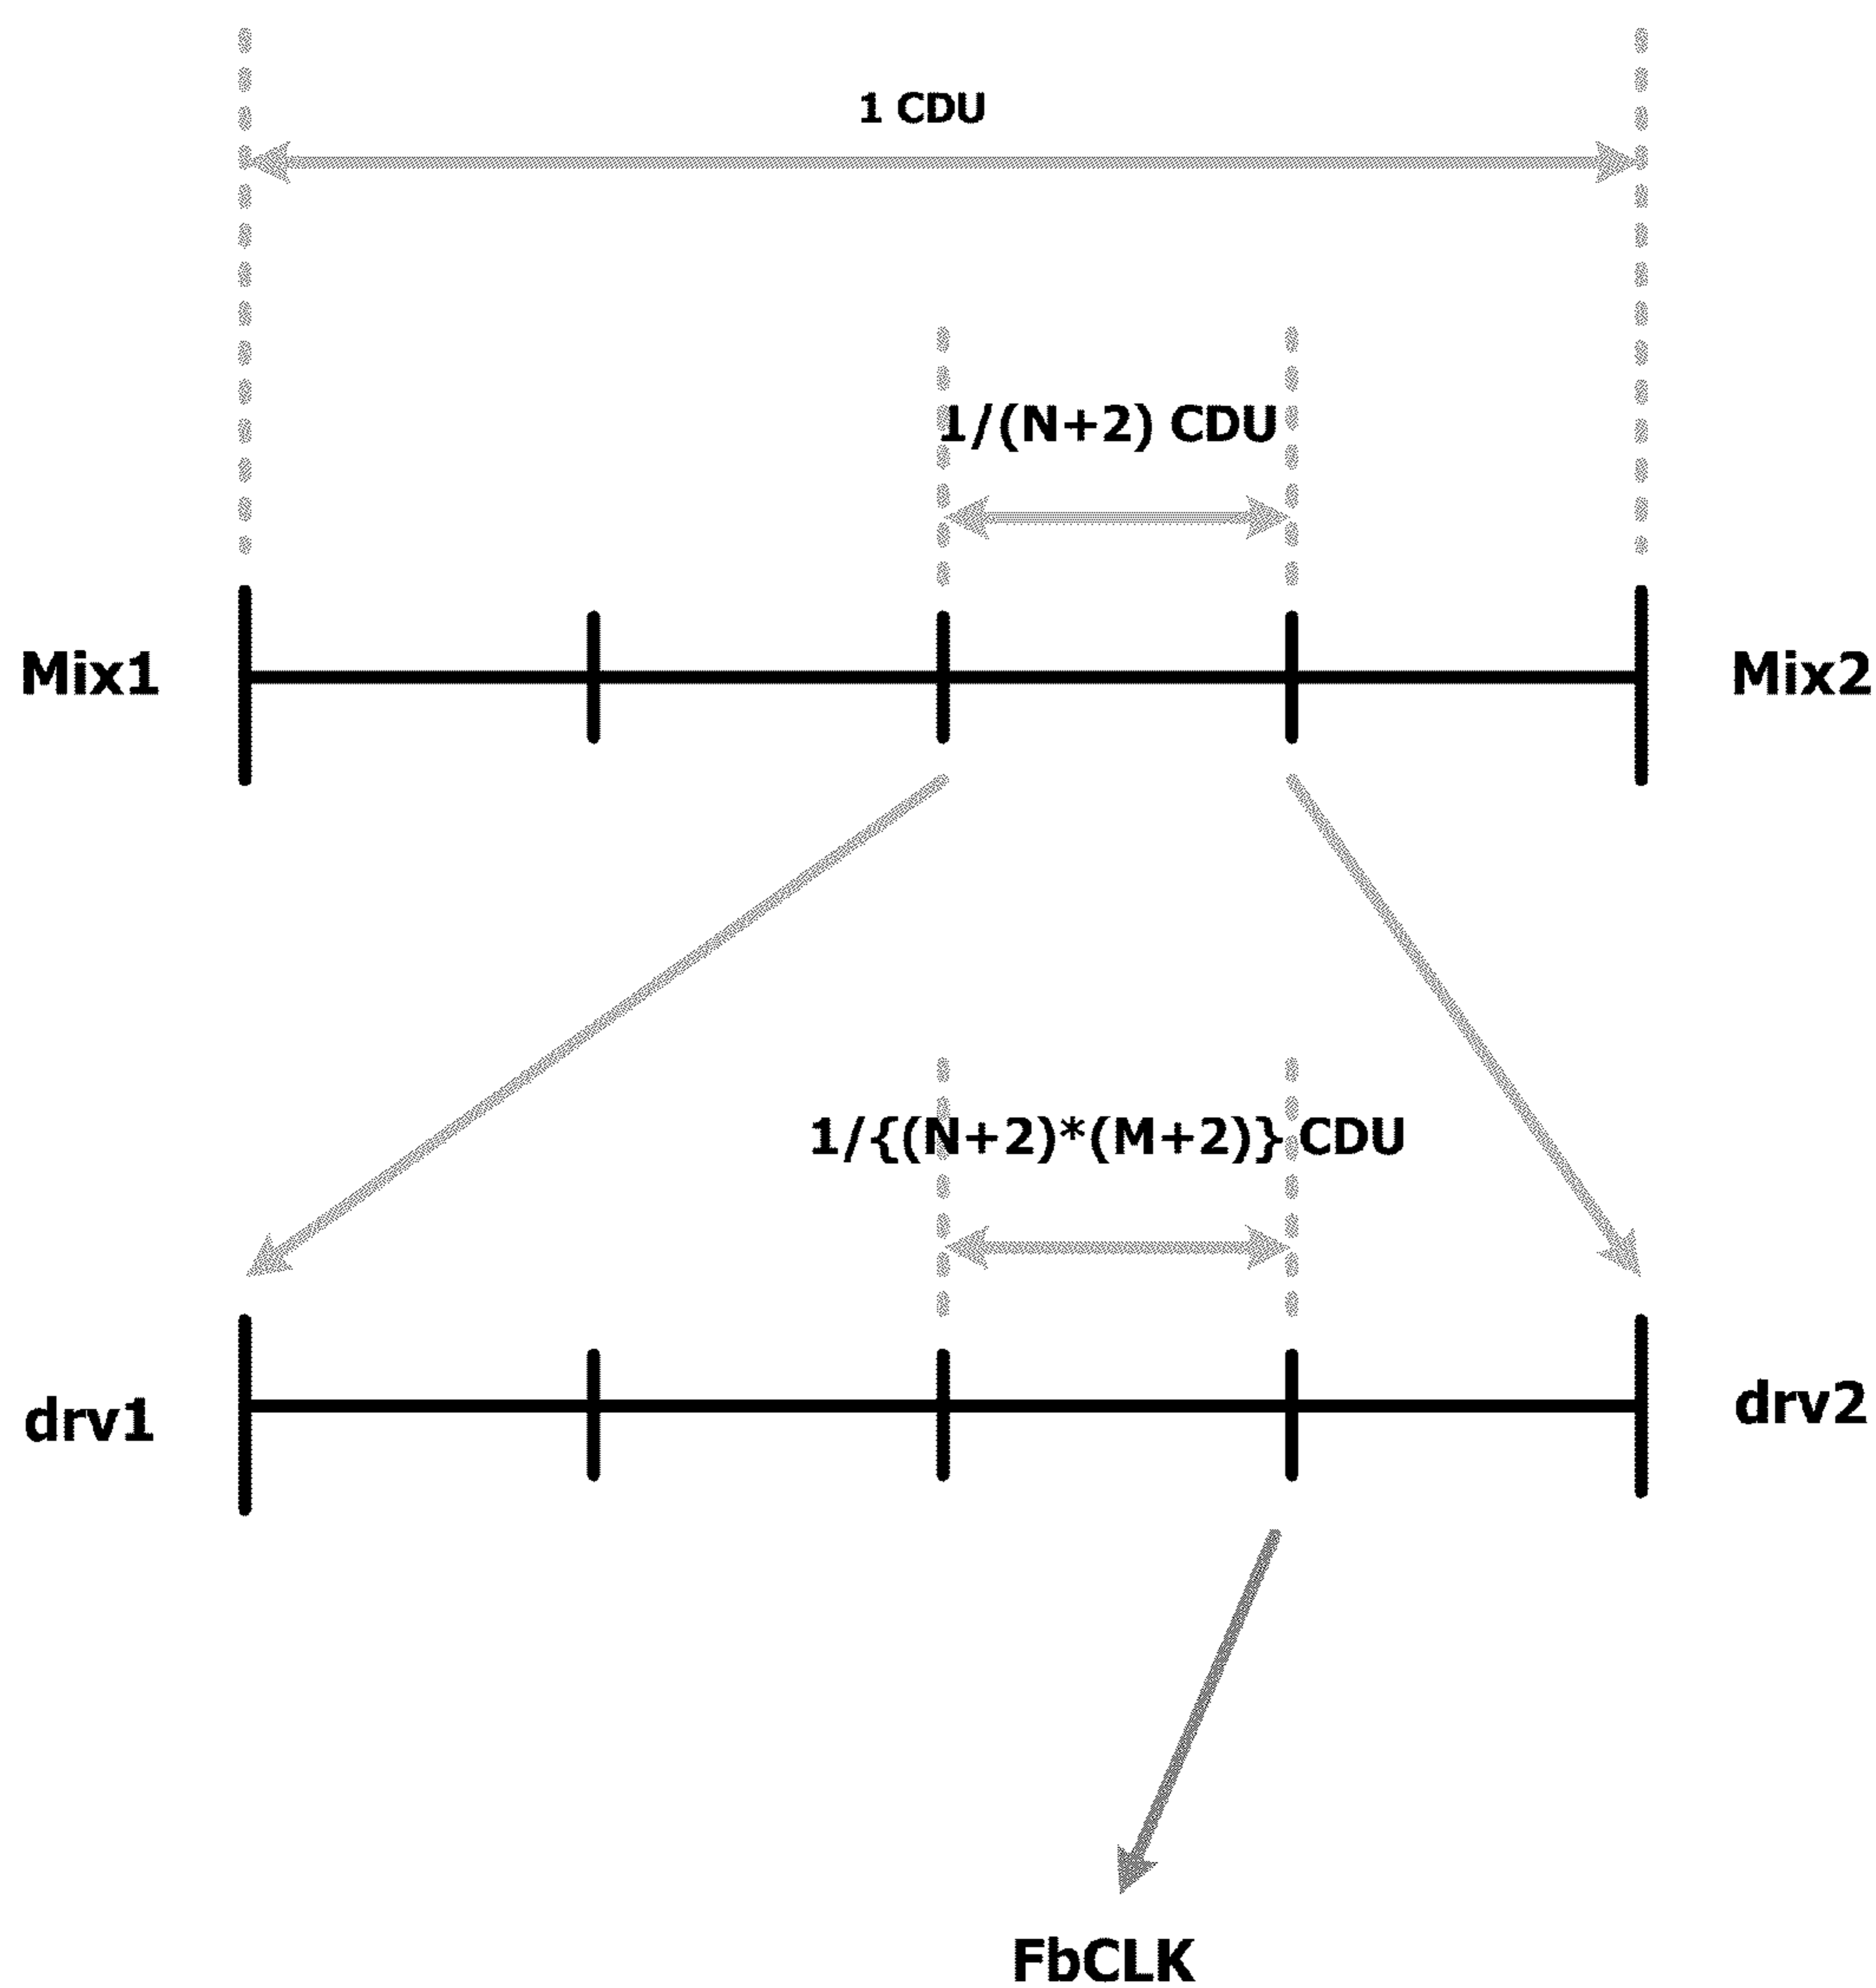 1 CDU
1/(N+2) CDU
Mix1
Mix2
1/{(N+2)*(M+2)} CDU
drv1
drv2
FbCLK